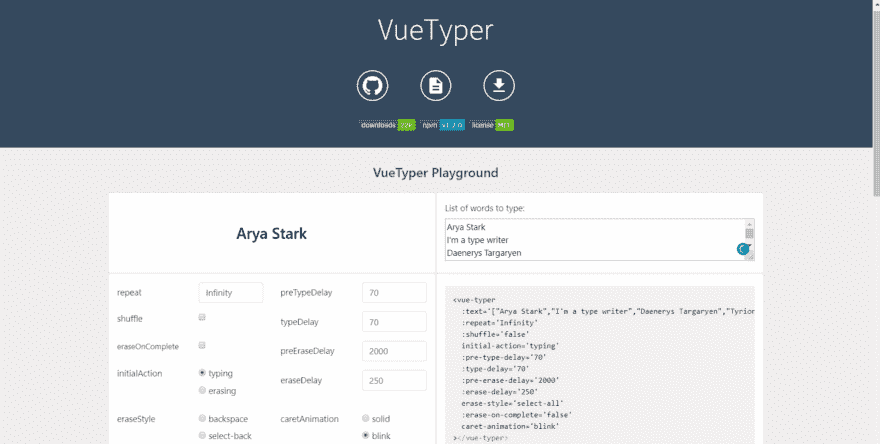 VueTyper
downloads 22k
npm v1.2.0
license MIT
VueTyper Playground
Arya Stark
List of words to type:
Arya Stark
I'm a type writer
Daenerys Targaryen
repeat Infinity preTypeDelay 70
shuffle typeDelay 70
eraseOnComplete preEraseDelay 2000
initialAction typing eraseDelay 250
erasing
eraseStyle backspace caretAnimation solid
select-back blink
<vue-typer
:text='["Arya Stark","I'm a type writer","Daenerys Targaryen","Tyrion
:repeat='Infinity'
:shuffle='false'
initial-action='typing'
:pre-type-delay='70'
:type-delay='70'
:pre-erase-delay='2000'
:erase-delay='250'
erase-style='select-all'
:erase-on-complete='false'
caret-animation='blink'
></vue-typer>